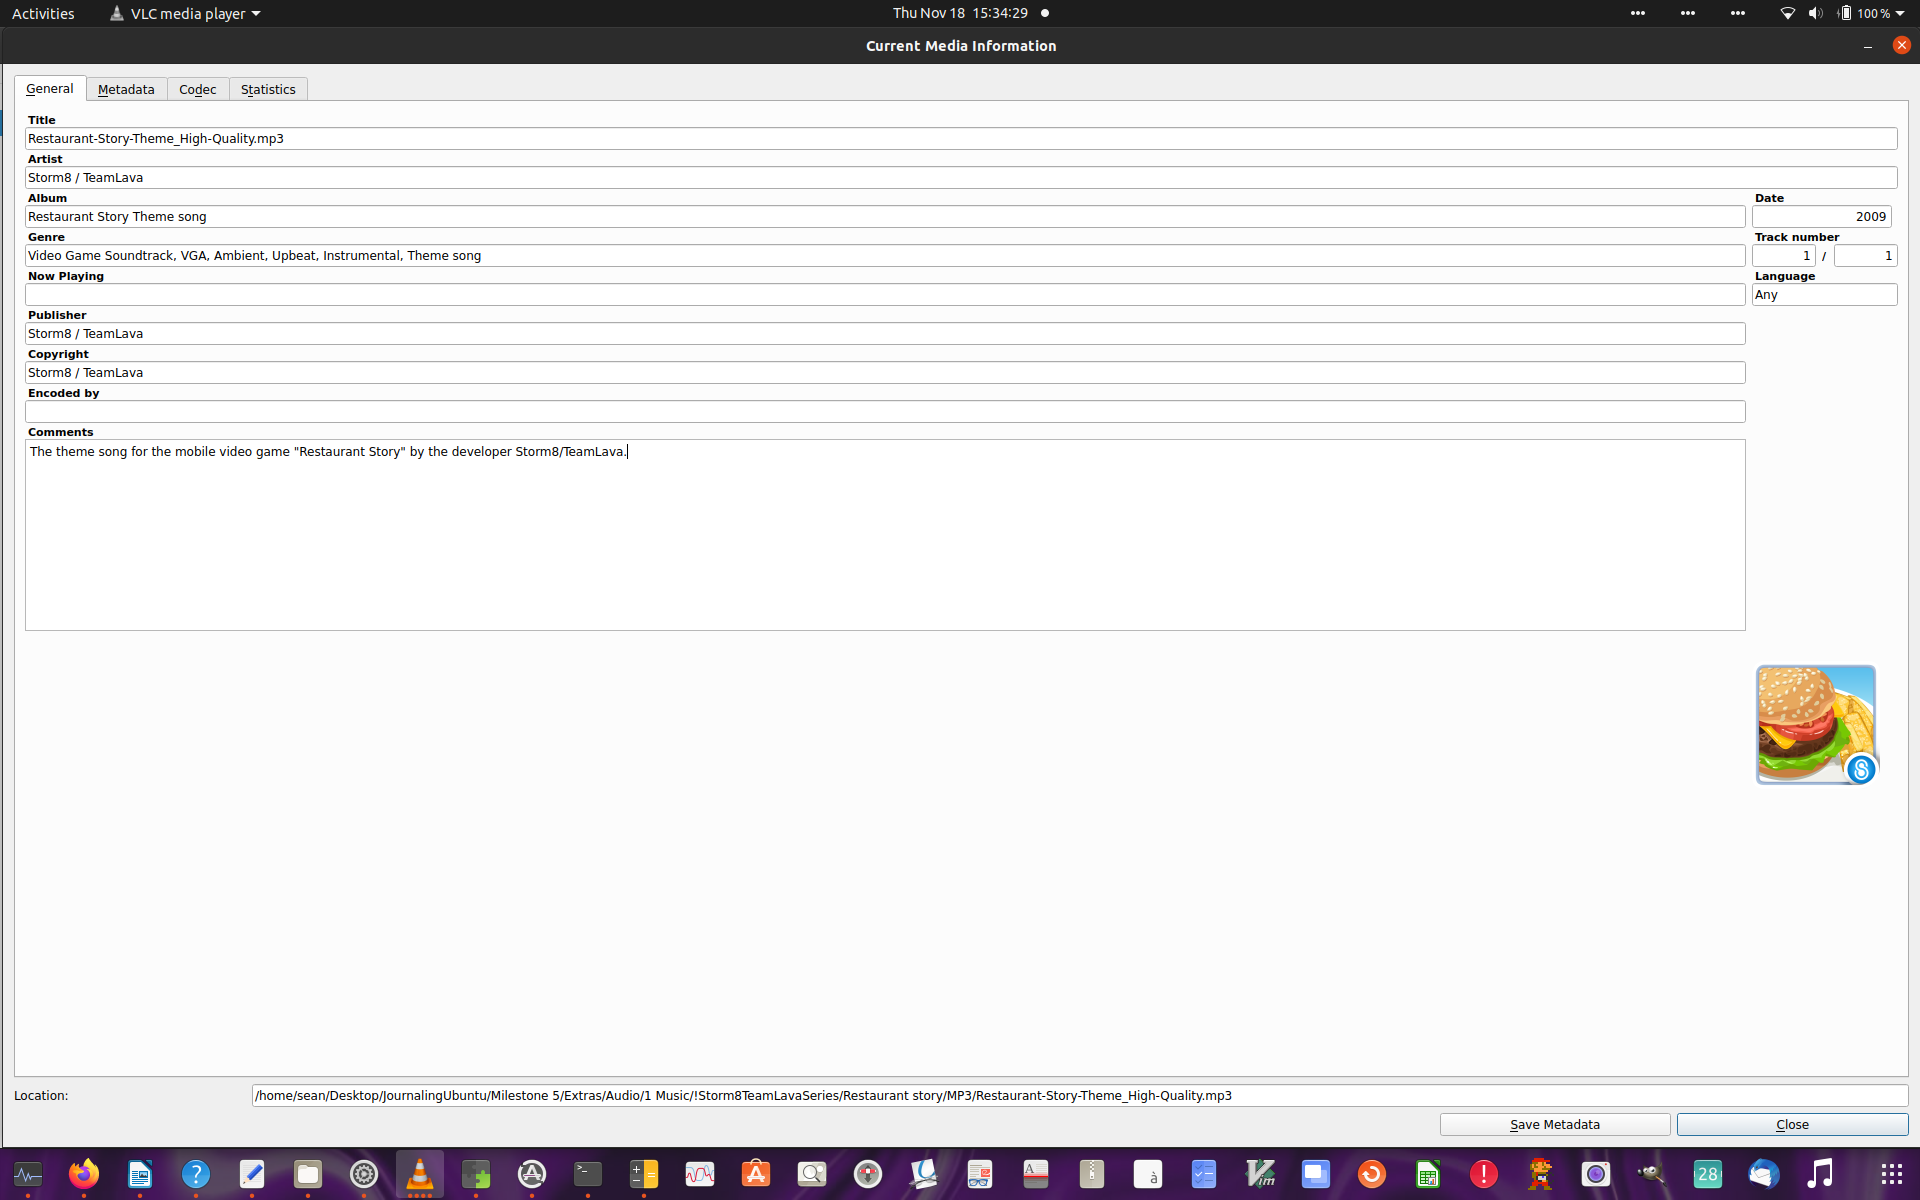 Activities VLC media player Thu Nov 18 15:34:29 100 %
Current Media Information
General Metadata Codec Statistics
Title
Restaurant-Story-Theme_High-Quality.mp3
Artist
Storm8 / TeamLava
Album Date
Restaurant Story Theme song 2009
Genre Track number
Video Game Soundtrack, VGA, Ambient, Upbeat, Instrumental, Theme song 1 / 1
Now Playing Language
Any
Publisher
Storm8 / TeamLava
Copyright
Storm8 / TeamLava
Encoded by
Comments
The theme song for the mobile video game "Restaurant Story" by the developer Storm8/TeamLava.
8
Location: /home/sean/Desktop/JournalingUbuntu/Milestone 5/Extras/Audio/1 Music/!Storm8TeamLavaSeries/Restaurant story/MP3/Restaurant-Story-Theme_High-Quality.mp3
Save Metadata Close
? >_ A A à Vim ! 28